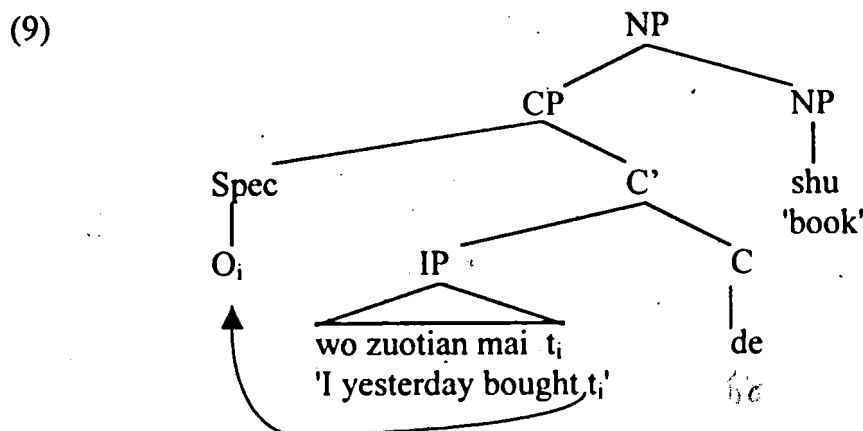 (9)
NP
CP NP
Spec C' shu
'book'
Oᵢ IP C
wo zuotian mai tᵢ de
'I yesterday bought tᵢ'